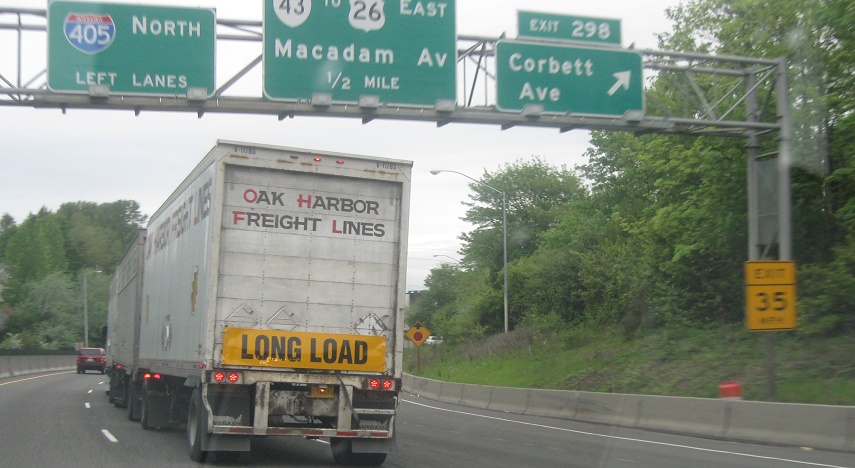 INTERSTATE
405
NORTH
LEFT LANES
43 TO 26 EAST
MACADAM AV
1/2 MILE
EXIT 298
CORBETT
AVE
OAK HARBOR
FREIGHT LINES
LONG LOAD
EXIT
35
MPH